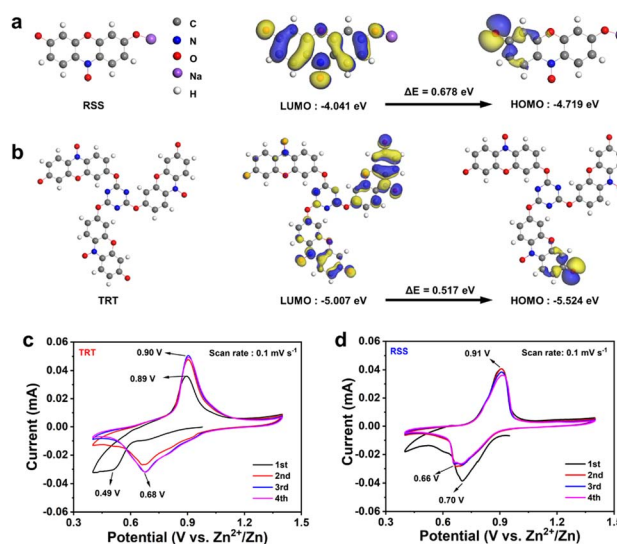 a
C
N
O
Na
H
RSS
LUMO : -4.041 eV
ΔE = 0.678 eV
HOMO : -4.719 eV
b
TRT
LUMO : -5.007 eV
ΔE = 0.517 eV
HOMO : -5.524 eV
c
TRT
0.90 V
Scan rate : 0.1 mV s⁻¹
0.89 V
0.49 V
0.68 V
1st
2nd
3rd
4th
0.06
0.04
0.02
0.00
-0.02
-0.04
-0.06
Current (mA)
0.3 0.6 0.9 1.2 1.5
Potential (V vs. Zn²⁺/Zn)
d
RSS
0.91 V
Scan rate: 0.1 mV s⁻¹
0.66 V
0.70 V
1st
2nd
3rd
4th
0.06
0.04
0.02
0.00
-0.02
-0.04
-0.06
Current (mA)
0.3 0.6 0.9 1.2 1.5
Potential (V vs. Zn²⁺/Zn)